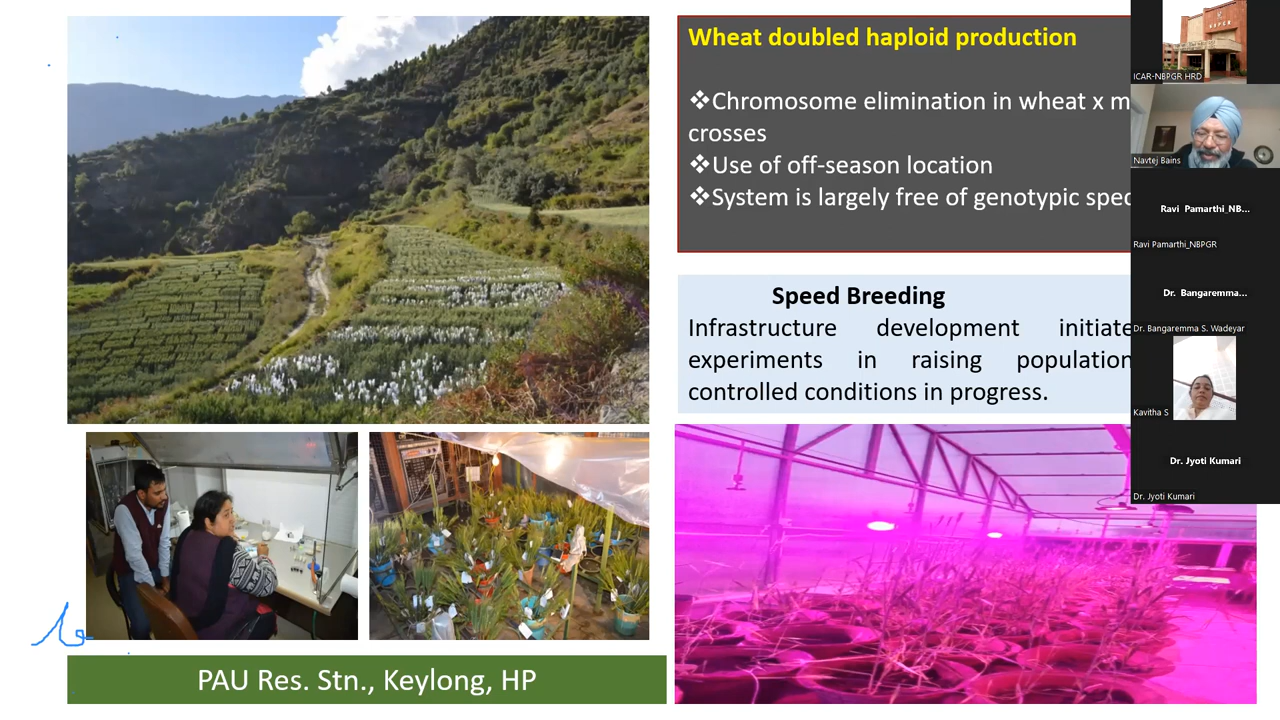 Wheat doubled haploid production
❖Chromosome elimination in wheat x m
crosses
❖Use of off-season location
❖System is largely free of genotypic spec
Speed Breeding
Infrastructure development initiate
experiments in raising population
controlled conditions in progress.
PAU Res. Stn., Keylong, HP
ICAR-NBPGR HRD
Navtej Bains
Ravi Pamarthi_NB...
Ravi Pamarthi_NBPGR
Dr. Bangaremma...
Dr. Bangaremma S. Wadeyar
Kavitha S
Dr. Jyoti Kumari
Dr. Jyoti Kumari